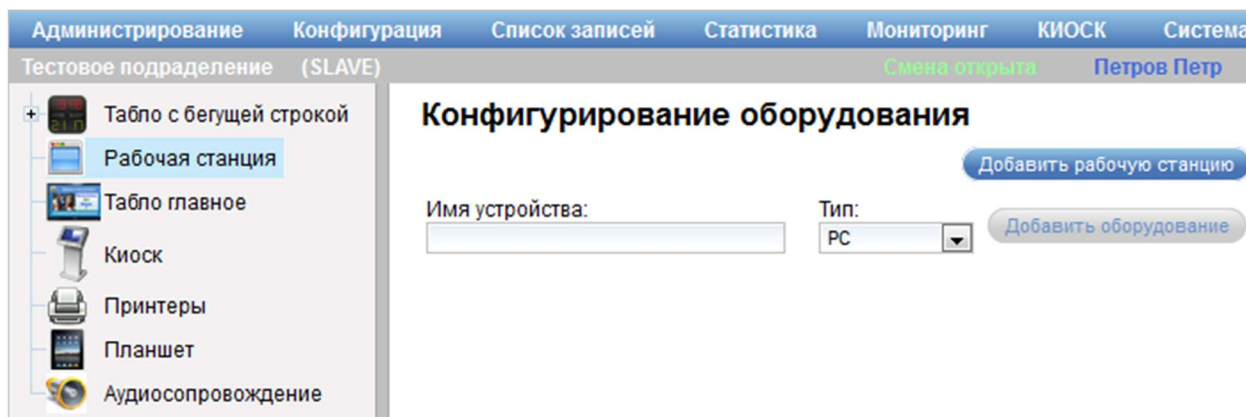 Администрирование Конфигурация Список записей Статистика Мониторинг КИОСК Система
Тестовое подраделение (SLAVE) Смена открыта Петров Петр
Табло с бегущей строкой
Рабочая станция
Табло главное
Киоск
Принтеры
Планшет
Аудиосопровождение
Конфигурирование оборудования
Добавить рабочую станцию
Имя устройства: Тип:
PC Добавить оборудование